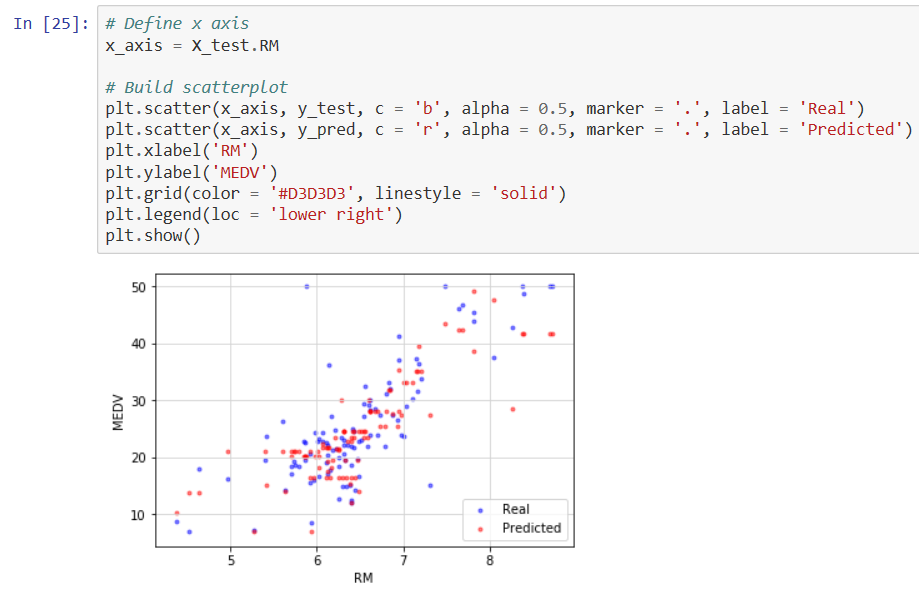 In [25]:
# Define x axis
x_axis = X_test.RM
# Build scatterplot
plt.scatter(x_axis, y_test, c = 'b', alpha = 0.5, marker = '.', label = 'Real')
plt.scatter(x_axis, y_pred, c = 'r', alpha = 0.5, marker = '.', label = 'Predicted')
plt.xlabel('RM')
plt.ylabel('MEDV')
plt.grid(color = '#D3D3D3', linestyle = 'solid')
plt.legend(loc = 'lower right')
plt.show()
50
40
30
20
10
MEDV
Real
Predicted
5 6 7 8
RM